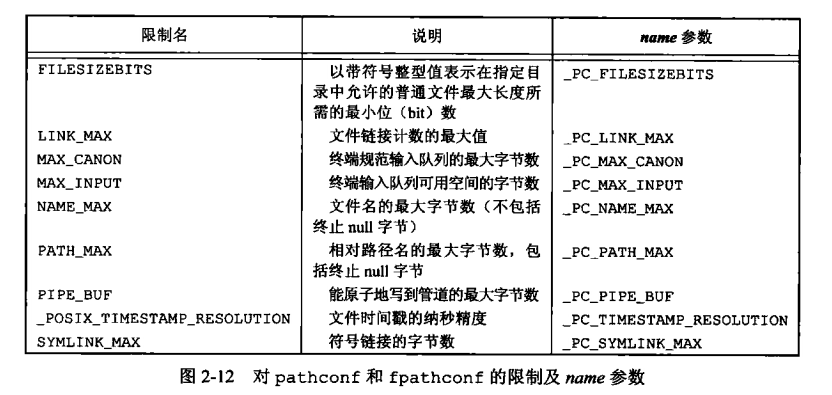 限制名 说明 name 参数
FILESIZEBITS 以带符号整型值表示在指定目 _PC_FILESIZEBITS
录中允许的普通文件最大长度所
需的最小位（bit）数
LINK_MAX 文件链接计数的最大值 _PC_LINK_MAX
MAX_CANON 终端规范输入队列的最大字节数 _PC_MAX_CANON
MAX_INPUT 终端输入队列可用空间的字节数 _PC_MAX_INPUT
NAME_MAX 文件名的最大字节数（不包括 _PC_NAME_MAX
终止 null 字节）
PATH_MAX 相对路径名的最大字节数，包 _PC_PATH_MAX
括终止 null 字节
PIPE_BUF 能原子地写到管道的最大字节数 _PC_PIPE_BUF
_POSIX_TIMESTAMP_RESOLUTION 文件时间戳的纳秒精度 _PC_TIMESTAMP_RESOLUTION
SYMLINK_MAX 符号链接的字节数 _PC_SYMLINK_MAX
图 2-12 对 pathconf 和 fpathconf 的限制及 name 参数